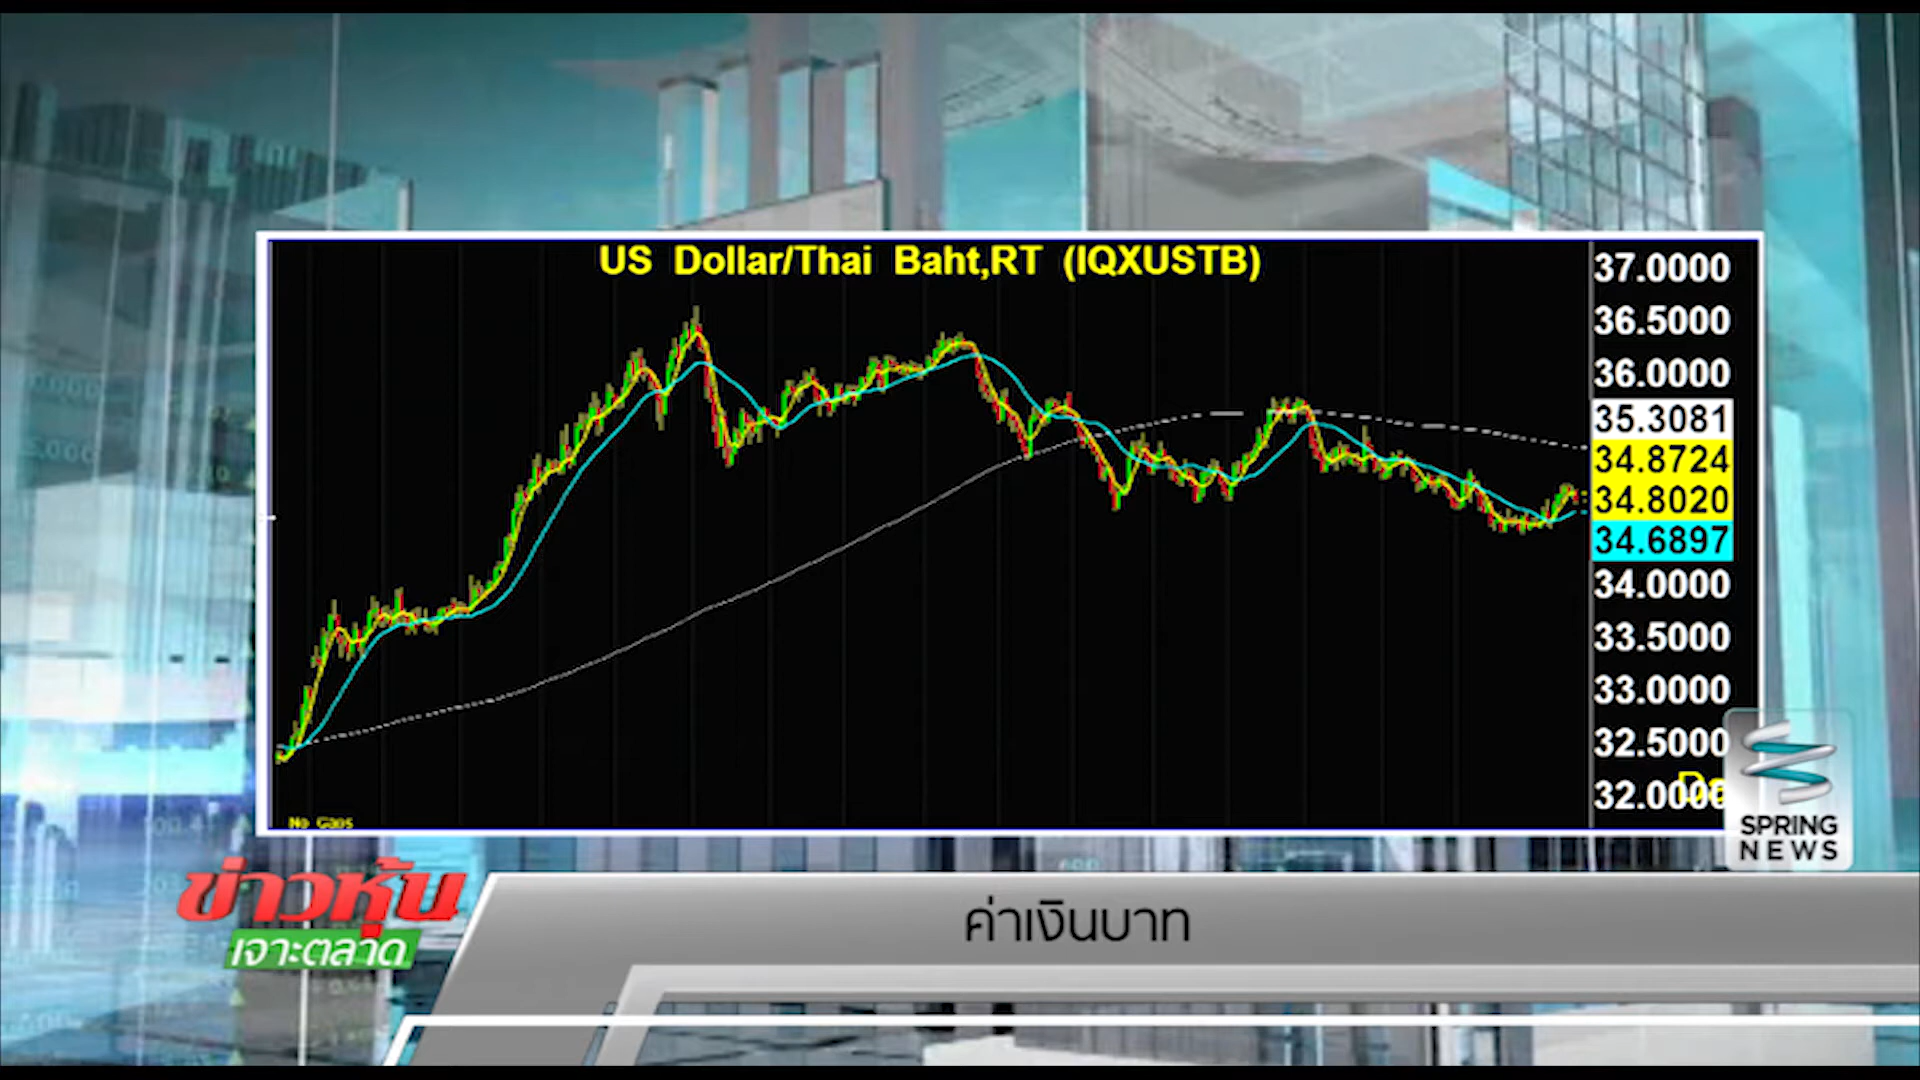 US Dollar/Thai Baht,RT (IQXUSTB)
37.0000
36.5000
36.0000
35.3081
34.8724
34.8020
34.6897
34.0000
33.5000
33.0000
32.5000
32.0000
No Gaps
SPRING
NEWS
ข่าวหุ้น
เจาะตลาด
ค่าเงินบาท